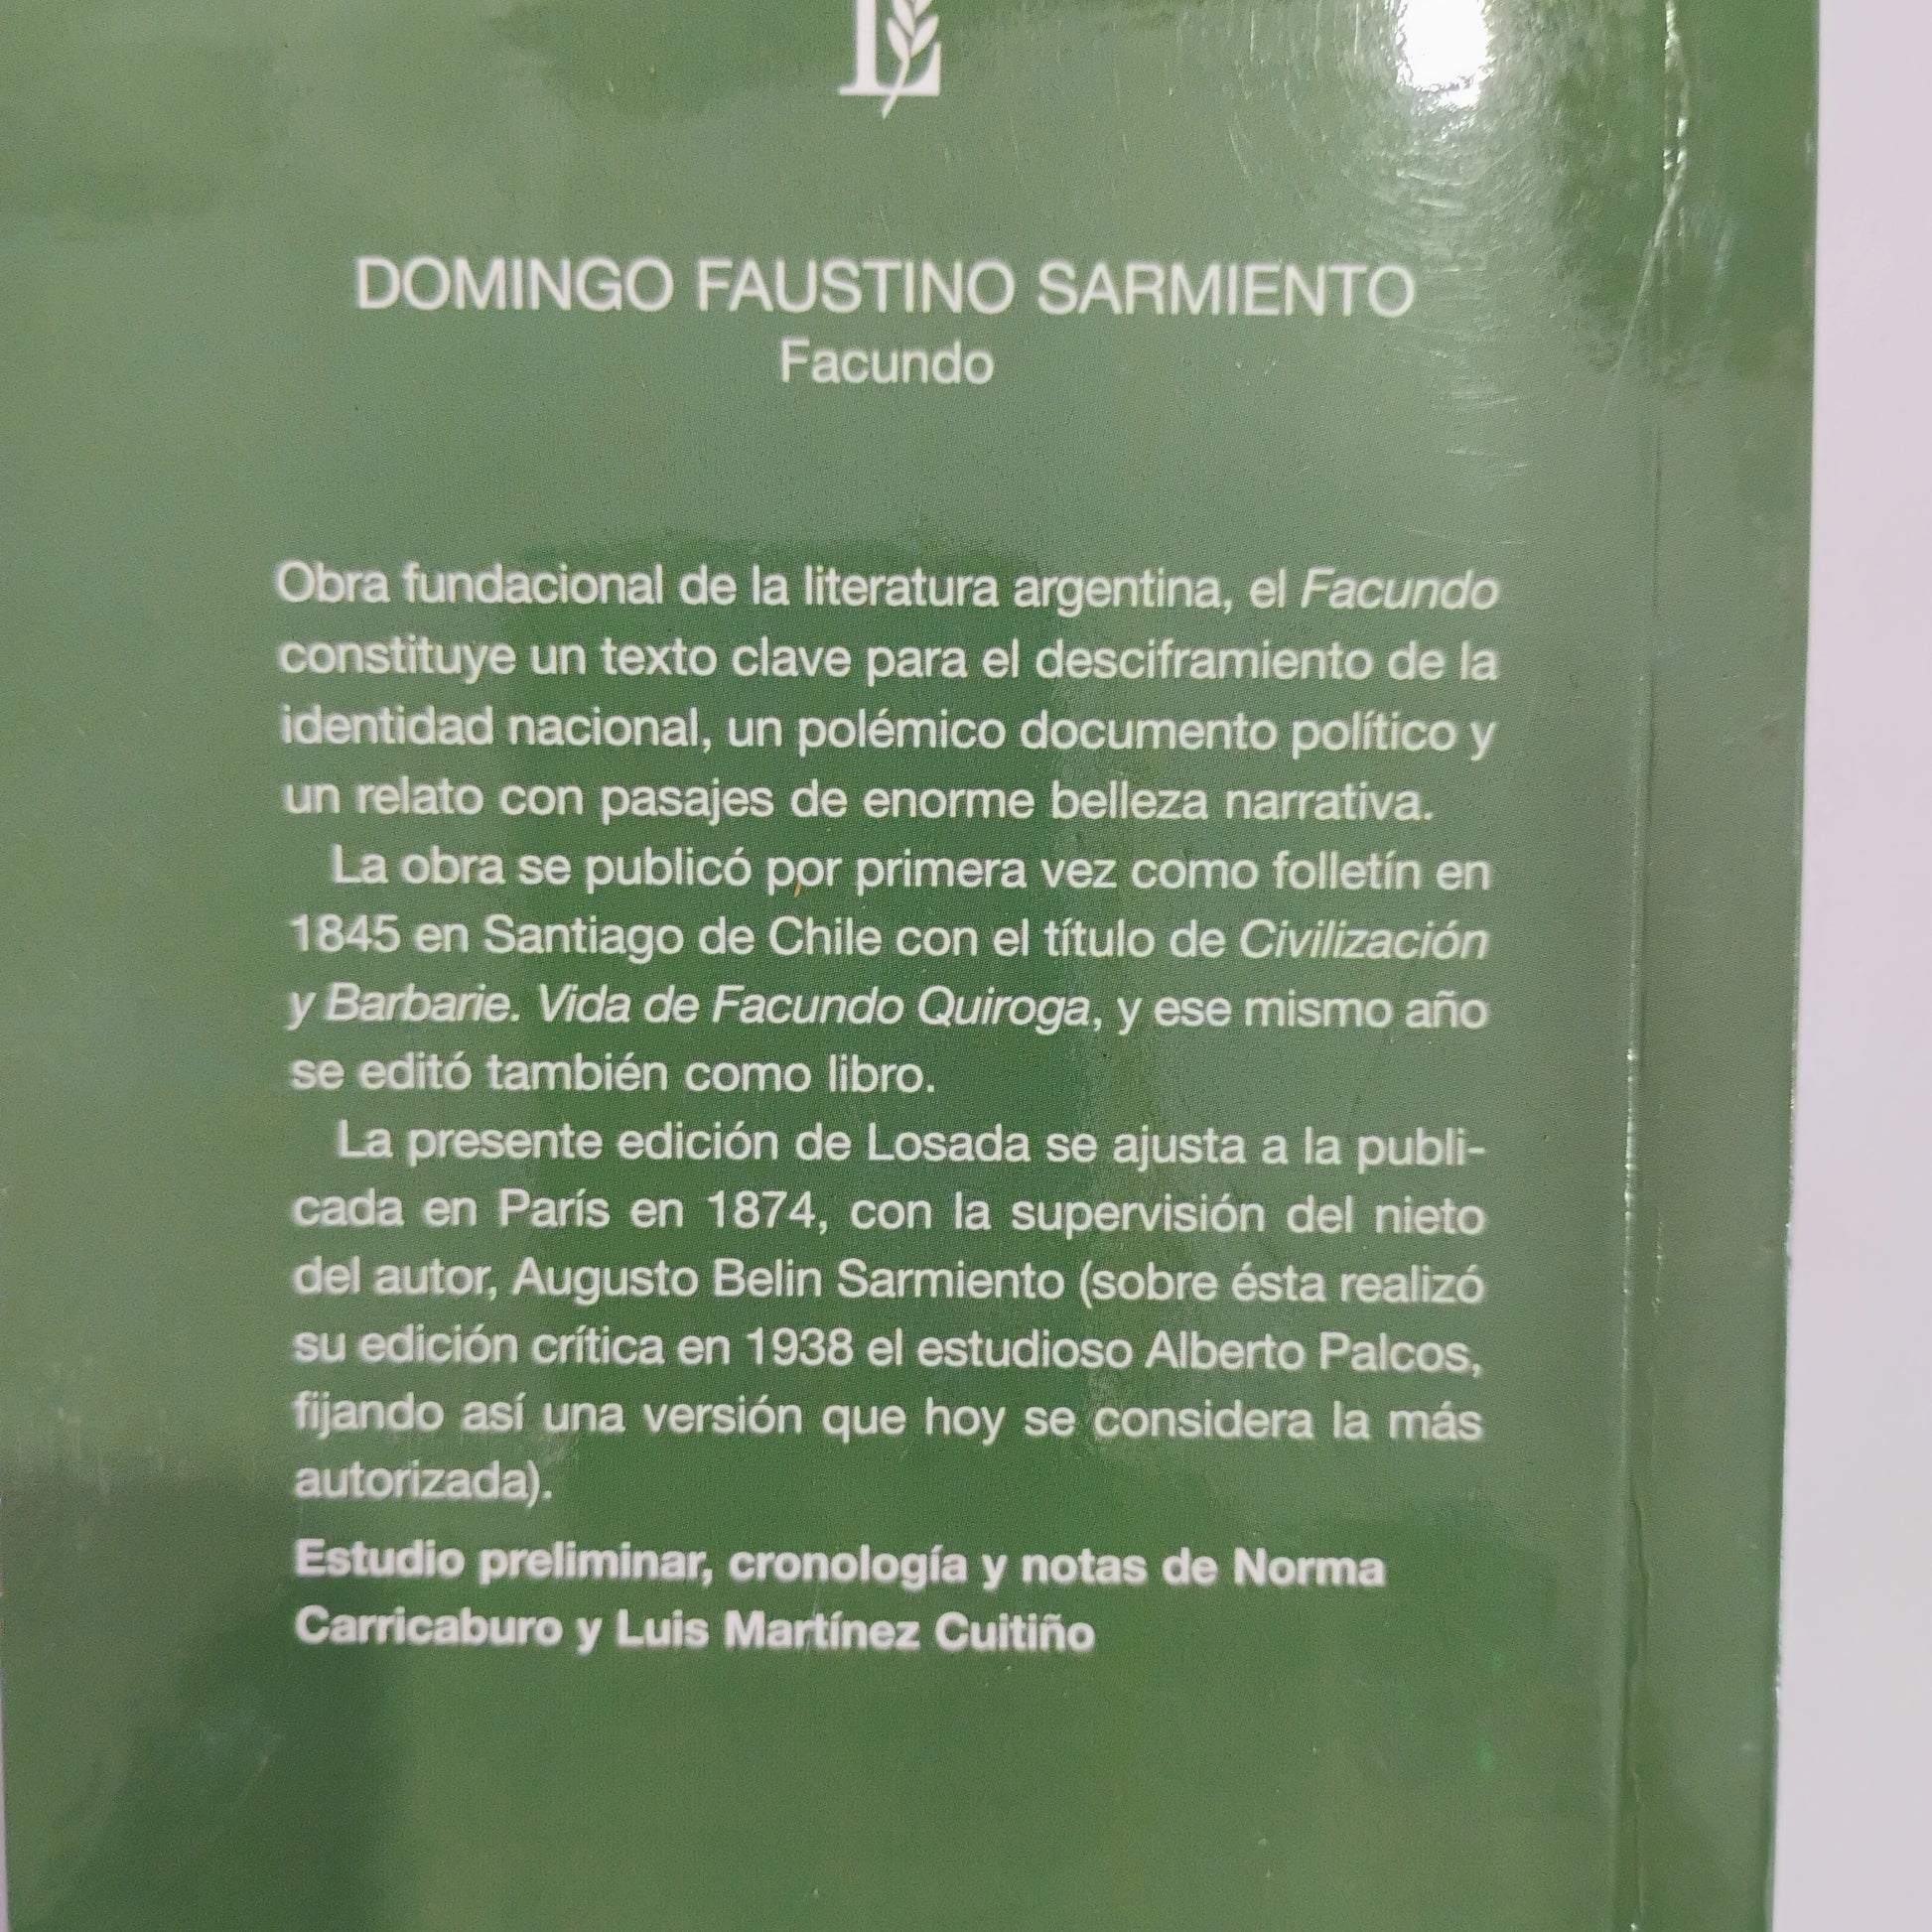 L
DOMINGO FAUSTINO SARMIENTO
Facundo
Obra fundacional de la literatura argentina, el Facundo
constituye un texto clave para el desciframiento de la
identidad nacional, un polémico documento político y
un relato con pasajes de enorme belleza narrativa.
La obra se publicó por primera vez como folletín en
1845 en Santiago de Chile con el título de Civilización
y Barbarie. Vida de Facundo Quiroga, y ese mismo año
se editó también como libro.
La presente edición de Losada se ajusta a la publi-
cada en París en 1874, con la supervisión del nieto
del autor, Augusto Belin Sarmiento (sobre ésta realizó
su edición crítica en 1938 el estudioso Alberto Palcos,
fijando así una versión que hoy se considera la más
autorizada).
Estudio preliminar, cronología y notas de Norma
Carricaburo y Luis Martínez Cuitiño